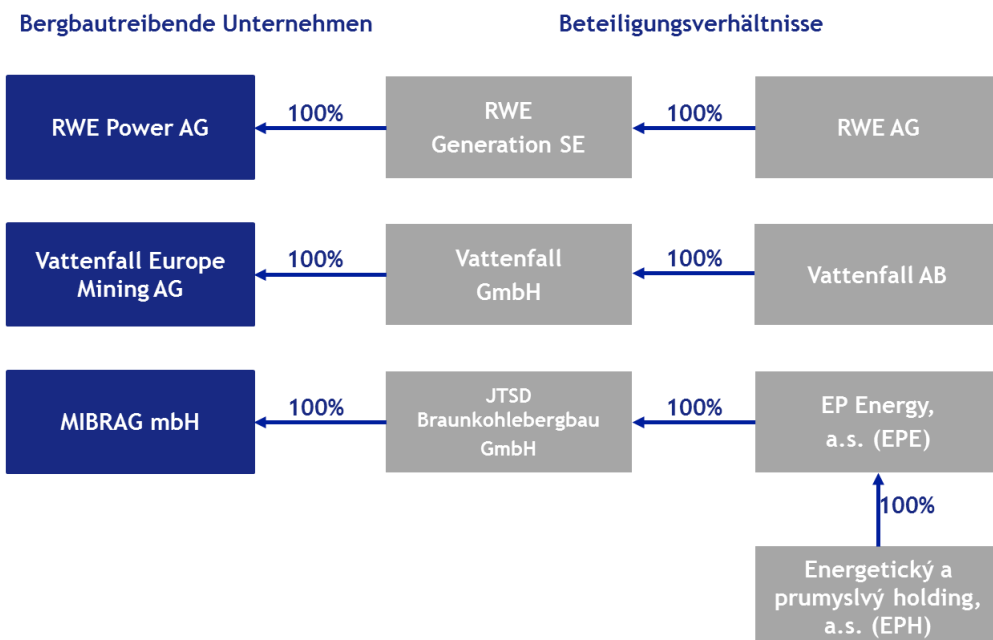 Bergbautreibende Unternehmen
Beteiligungsverhältnisse
RWE Power AG
100%
RWE
Generation SE
100%
RWE AG
Vattenfall Europe
Mining AG
100%
Vattenfall
GmbH
100%
Vattenfall AB
MIBRAG mbH
100%
JTSD
Braunkohlebergbau
GmbH
100%
EP Energy,
a.s. (EPE)
100%
Energetický a
prumyslvý holding,
a.s. (EPH)